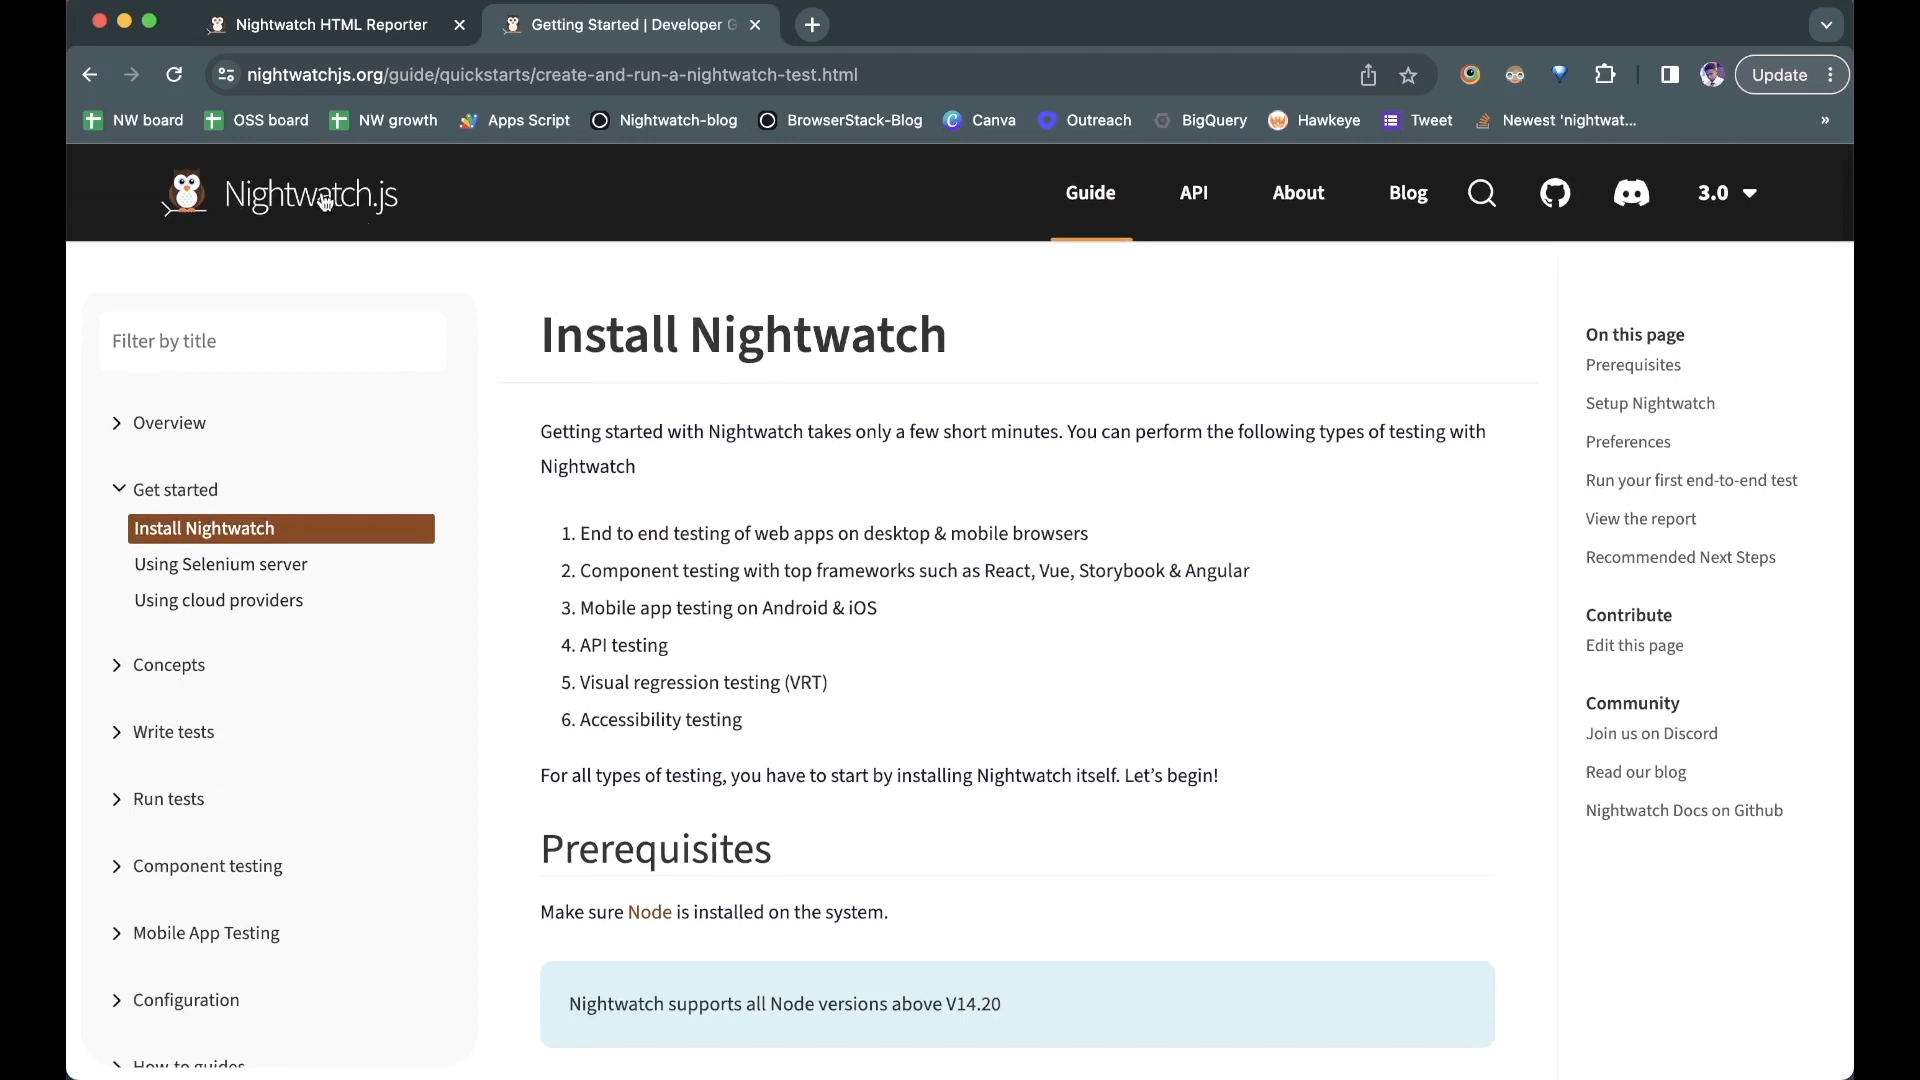 Nightwatch HTML Reporter
Getting Started | Developer G
nightwatchjs.org/guide/quickstarts/create-and-run-a-nightwatch-test.html
Update
NW board
OSS board
NW growth
Apps Script
Nightwatch-blog
BrowserStack-Blog
Canva
Outreach
BigQuery
Hawkeye
Tweet
Newest 'nightwat...
»
Nightwatch.js
Guide
API
About
Blog
3.0
Filter by title
Overview
Get started
Install Nightwatch
Using Selenium server
Using cloud providers
Concepts
Write tests
Run tests
Component testing
Mobile App Testing
Configuration
How-to guides
Install Nightwatch
Getting started with Nightwatch takes only a few short minutes. You can perform the following types of testing with
Nightwatch
1. End to end testing of web apps on desktop & mobile browsers
2. Component testing with top frameworks such as React, Vue, Storybook & Angular
3. Mobile app testing on Android & iOS
4. API testing
5. Visual regression testing (VRT)
6. Accessibility testing
For all types of testing, you have to start by installing Nightwatch itself. Let’s begin!
Prerequisites
Make sure Node is installed on the system.
Nightwatch supports all Node versions above V14.20
On this page
Prerequisites
Setup Nightwatch
Preferences
Run your first end-to-end test
View the report
Recommended Next Steps
Contribute
Edit this page
Community
Join us on Discord
Read our blog
Nightwatch Docs on Github